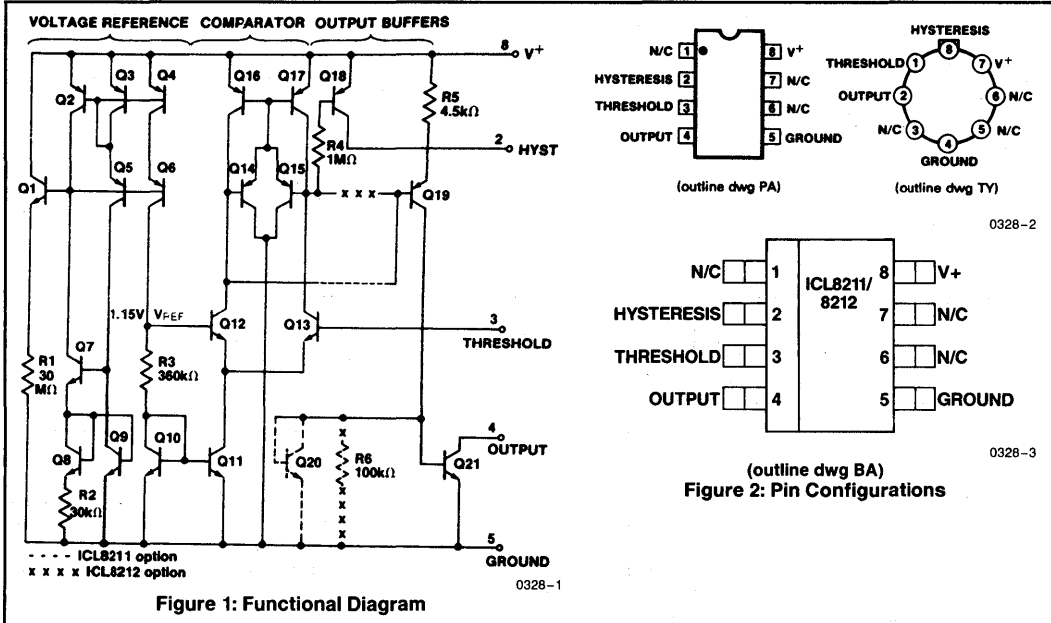 VOLTAGE REFERENCE COMPARATOR OUTPUT BUFFERS
8 V+
Q3 Q4 Q16 Q17 Q18
Q2
R5
4.5kΩ
R4
1MΩ
2 HYST
Q5 Q6 Q14 Q15
Q1
x x x
Q19
1.15V VREF
Q12 Q13
3
THRESHOLD
Q7
R1
30
MΩ
R3
360kΩ
Q9 Q10
4
OUTPUT
Q8 Q11 Q20
R6
100kΩ
Q21
R2
30kΩ
5
GROUND
- - - - ICL8211 option
x x x x ICL8212 option
0328-1
Figure 1: Functional Diagram
N/C 1 8 V+
HYSTERESIS 2 7 N/C
THRESHOLD 3 6 N/C
OUTPUT 4 5 GROUND
(outline dwg PA)
HYSTERESIS
8
THRESHOLD 1 7 V+
OUTPUT 2 6 N/C
N/C 3 5 N/C
4
GROUND
(outline dwg TY)
0328-2
N/C 1 ICL8211/ 8 V+
8212
HYSTERESIS 2 7 N/C
THRESHOLD 3 6 N/C
OUTPUT 4 5 GROUND
0328-3
(outline dwg BA)
Figure 2: Pin Configurations